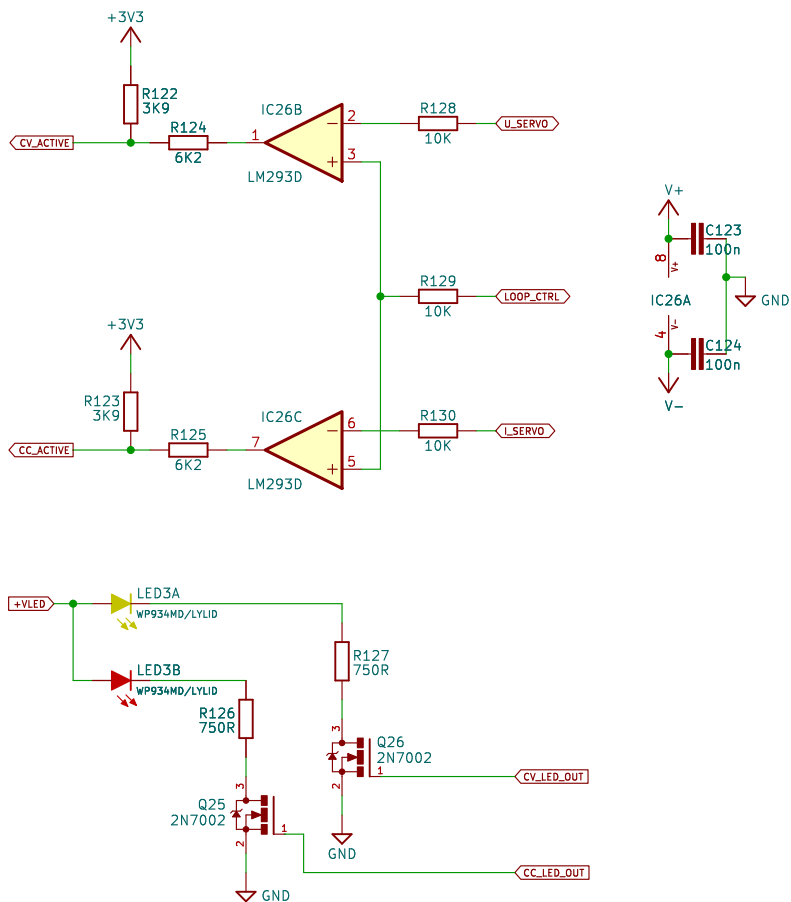 +3V3
R122
3K9
CV_ACTIVE
R124
6K2
1
IC26B
LM293D
2
3
R128
10K
U_SERVO
R129
10K
LOOP_CTRL
V+
8
V+
C123
100n
IC26A
GND
4
V-
C124
100n
V-
+3V3
R123
3K9
CC_ACTIVE
R125
6K2
7
IC26C
LM293D
6
5
R130
10K
I_SERVO
+VLED
LED3A
WP934MD/LYLID
LED3B
WP934MD/LYLID
R127
750R
R126
750R
3
Q26
2N7002
1
2
CV_LED_OUT
GND
3
Q25
2N7002
1
2
CC_LED_OUT
GND